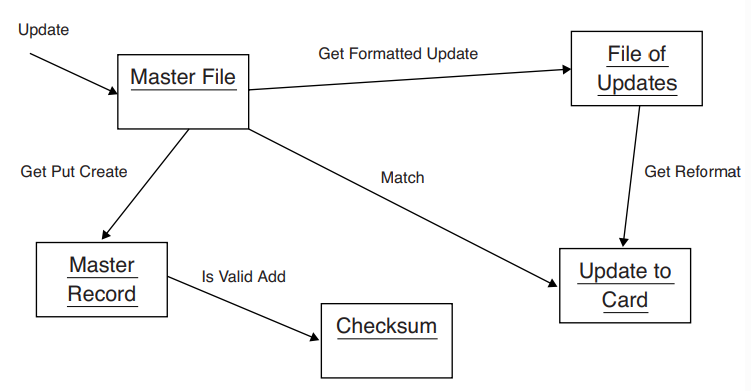 Update
Get Formatted Update
File of
Updates
Master File
Get Put Create
Match
Get Reformat
Master
Record
Is Valid Add
Update to
Card
Checksum